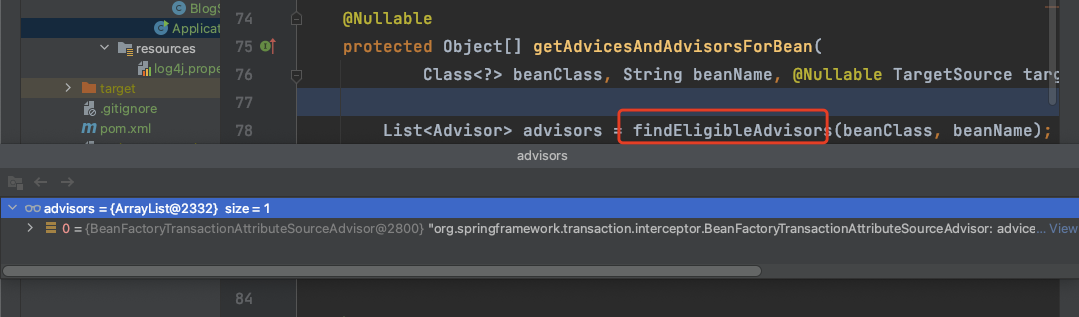 BlogS
Applicat
resources
log4j.prope
target
.gitignore
pom.xml
74 @Nullable
75 protected Object[] getAdvicesAndAdvisorsForBean(
76 Class<?> beanClass, String beanName, @Nullable TargetSource targ
77
78 List<Advisor> advisors = findEligibleAdvisors(beanClass, beanName);
advisors
advisors = {ArrayList@2332} size = 1
0 = {BeanFactoryTransactionAttributeSourceAdvisor@2800} "org.springframework.transaction.interceptor.BeanFactoryTransactionAttributeSourceAdvisor: advice... View
84